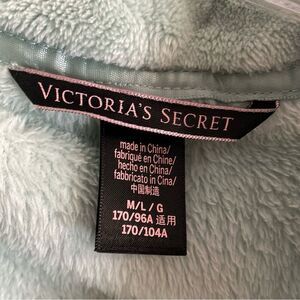 VICTORIA'S SECRET
made in China/
fabriqué en Chine/
hecho en China/
fabbricato in Cina/
中国制造
M/L/G
170/96A 适用
170/104A